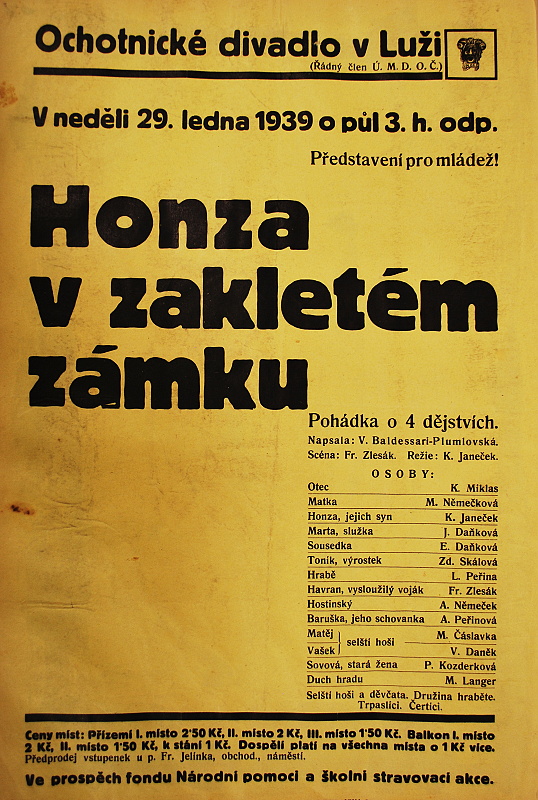 Ochotnické divadlo v Luži
(Řádný člen Ú. M. D. O. Č.)
V neděli 29. ledna 1939 o půl 3. h. odp.
Představení pro mládež!
Honza
v zakletém
zámku
Pohádka o 4 dějstvích.
Napsala: V. Baldessari-Plumlovská.
Scéna: Fr. Zlesák. Režie: K. Janeček.
OSOBY:
Otec K. Miklas
Matka M. Němečková
Honza, jejich syn K. Janeček
Marta, služka J. Daňková
Sousedka E. Daňková
Toník, výrostek Zd. Skálová
Hrabě L. Peřina
Havran, vysloužilý voják Fr. Zlesák
Hostinský A. Němeček
Baruška, jeho schovanka A. Peřinová
Matěj selští hoši M. Čáslavka
Vašek V. Daněk
Sovová, stará žena P. Kozderková
Duch hradu M. Langer
Selští hoši a děvčata. Družina hraběte.
Trpaslíci. Čertíci.
Ceny míst: Přízemí I. místo 2'50 Kč, II. místo 2 Kč, III. místo 1'50 Kč. Balkon I. místo
2 Kč, II. místo 1'50 Kč, k stání 1 Kč. Dospělí platí na všechna místa o 1 Kč více.
Předprodej vstupenek u p. Fr. Jelínka, obchod., náměstí.
Ve prospěch fondu Národní pomoci a školní stravovací akce.